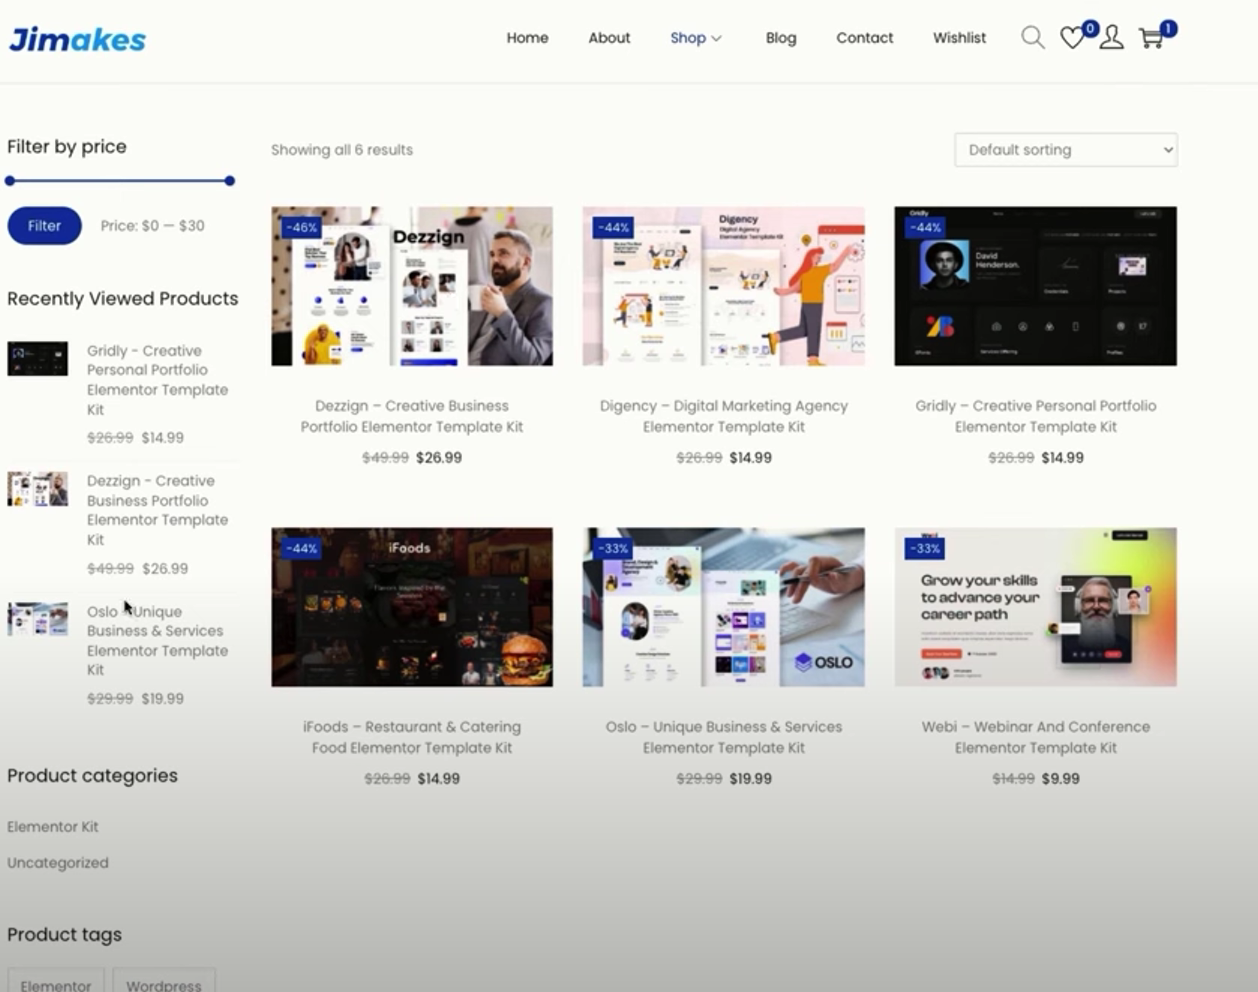 Jimakes
Home
About
Shop
Blog
Contact
Wishlist
0
1
Filter by price
Filter
Price: $0 — $30
Recently Viewed Products
Gridly - Creative
Personal Portfolio
Elementor Template
Kit
$26.99 $14.99
Dezzign - Creative
Business Portfolio
Elementor Template
Kit
$49.99 $26.99
Oslo Unique
Business & Services
Elementor Template
Kit
$29.99 $19.99
Product categories
Elementor Kit
Uncategorized
Product tags
Elementor
Wordpress
Showing all 6 results
Default sorting
-46%
Dezzign
Dezzign – Creative Business
Portfolio Elementor Template Kit
$49.99 $26.99
-44%
Digency
Digital Agency
Elementor Template Kit
Digency – Digital Marketing Agency
Elementor Template Kit
$26.99 $14.99
Gridly
-44%
David
Henderson.
Gridly – Creative Personal Portfolio
Elementor Template Kit
$26.99 $14.99
-44%
iFoods
iFoods – Restaurant & Catering
Food Elementor Template Kit
$26.99 $14.99
-33%
OSLO
Oslo – Unique Business & Services
Elementor Template Kit
$29.99 $19.99
-33%
Grow your skills
to advance your
career path
Webi – Webinar And Conference
Elementor Template Kit
$14.99 $9.99